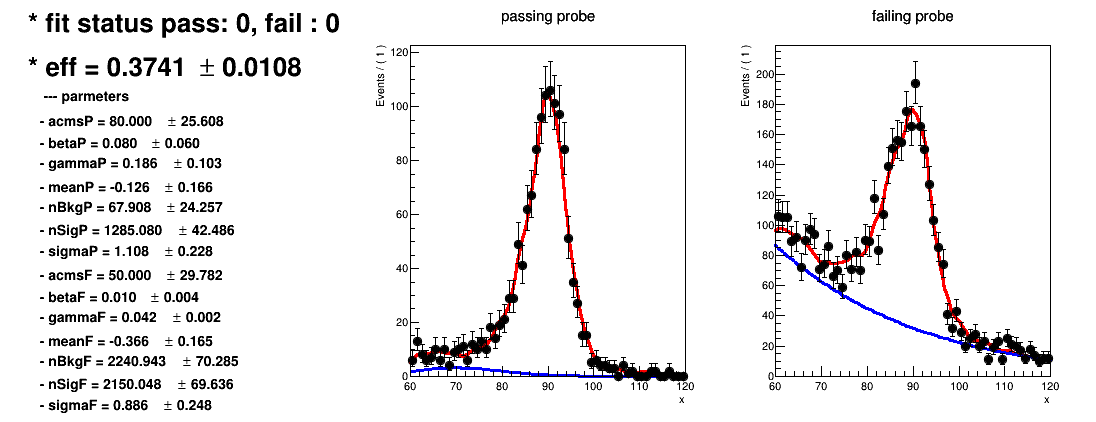 * fit status pass: 0, fail : 0
* eff = 0.3741 ± 0.0108
--- parmeters
- acmsP = 80.000 ± 25.608
- betaP = 0.080 ± 0.060
- gammaP = 0.186 ± 0.103
- meanP = -0.126 ± 0.166
- nBkgP = 67.908 ± 24.257
- nSigP = 1285.080 ± 42.486
- sigmaP = 1.108 ± 0.228
- acmsF = 50.000 ± 29.782
- betaF = 0.010 ± 0.004
- gammaF = 0.042 ± 0.002
- meanF = -0.366 ± 0.165
- nBkgF = 2240.943 ± 70.285
- nSigF = 2150.048 ± 69.636
- sigmaF = 0.886 ± 0.248
passing probe
Events / ( 1 )
120
100
80
60
40
20
0
60 70 80 90 100 110 120
x
failing probe
Events / ( 1 )
200
180
160
140
120
100
80
60
40
20
0
60 70 80 90 100 110 120
x